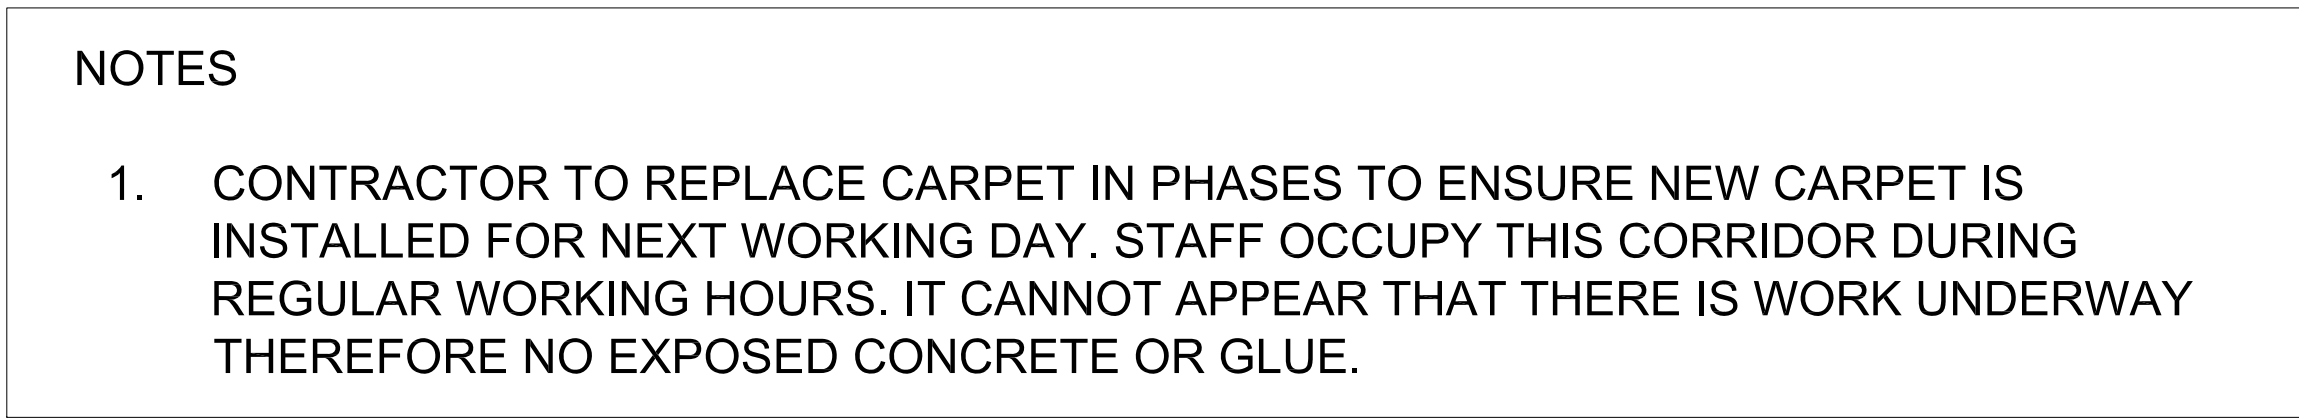 NOTES
1. CONTRACTOR TO REPLACE CARPET IN PHASES TO ENSURE NEW CARPET IS
INSTALLED FOR NEXT WORKING DAY. STAFF OCCUPY THIS CORRIDOR DURING
REGULAR WORKING HOURS. IT CANNOT APPEAR THAT THERE IS WORK UNDERWAY
THEREFORE NO EXPOSED CONCRETE OR GLUE.